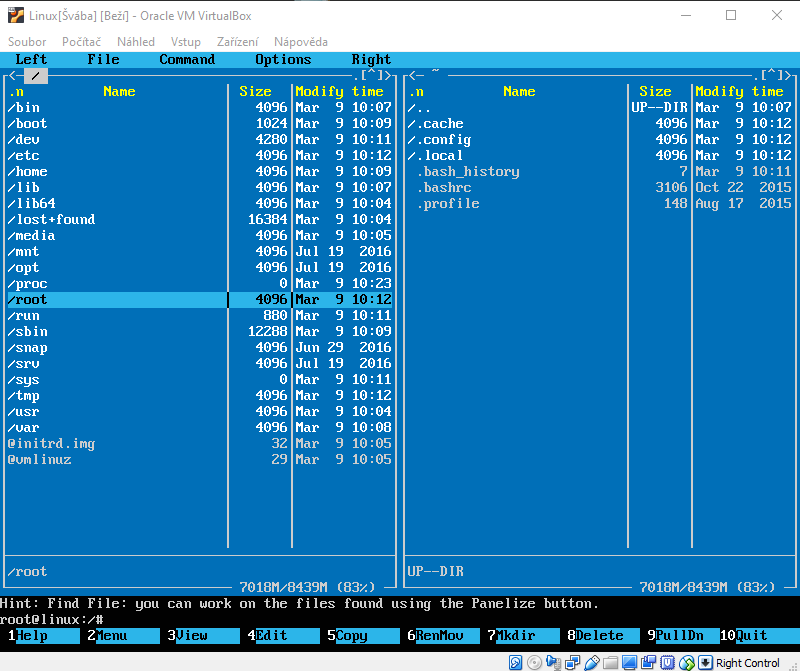 Linux[Švába] [Beží] - Oracle VM VirtualBox
Soubor Počítač Náhled Vstup Zařízení Nápověda
Left File Command Options Right
<- / .[^]>
.n Name Size Modify time
/bin 4096 Mar 9 10:07
/boot 1024 Mar 9 10:09
/dev 4280 Mar 9 10:11
/etc 4096 Mar 9 10:12
/home 4096 Mar 9 10:09
/lib 4096 Mar 9 10:07
/lib64 4096 Mar 9 10:04
/lost+found 16384 Mar 9 10:04
/media 4096 Mar 9 10:05
/mnt 4096 Jul 19 2016
/opt 4096 Jul 19 2016
/proc 0 Mar 9 10:23
/root 4096 Mar 9 10:12
/run 880 Mar 9 10:11
/sbin 12288 Mar 9 10:09
/snap 4096 Jun 29 2016
/srv 4096 Jul 19 2016
/sys 0 Mar 9 10:11
/tmp 4096 Mar 9 10:12
/usr 4096 Mar 9 10:04
/var 4096 Mar 9 10:08
@initrd.img 32 Mar 9 10:05
@vmlinuz 29 Mar 9 10:05
/root
7018M/8439M (83%)
<- ~ .[^]>
.n Name Size Modify time
/.. UP--DIR Mar 9 10:07
/.cache 4096 Mar 9 10:12
/.config 4096 Mar 9 10:12
/.local 4096 Mar 9 10:12
.bash_history 7 Mar 9 10:11
.bashrc 3106 Oct 22 2015
.profile 148 Aug 17 2015
UP--DIR
7018M/8439M (83%)
Hint: Find File: you can work on the files found using the Panelize button.
root@linux:/#
1Help 2Menu 3View 4Edit 5Copy 6RenMov 7Mkdir 8Delete 9PullDn 10Quit
Right Control